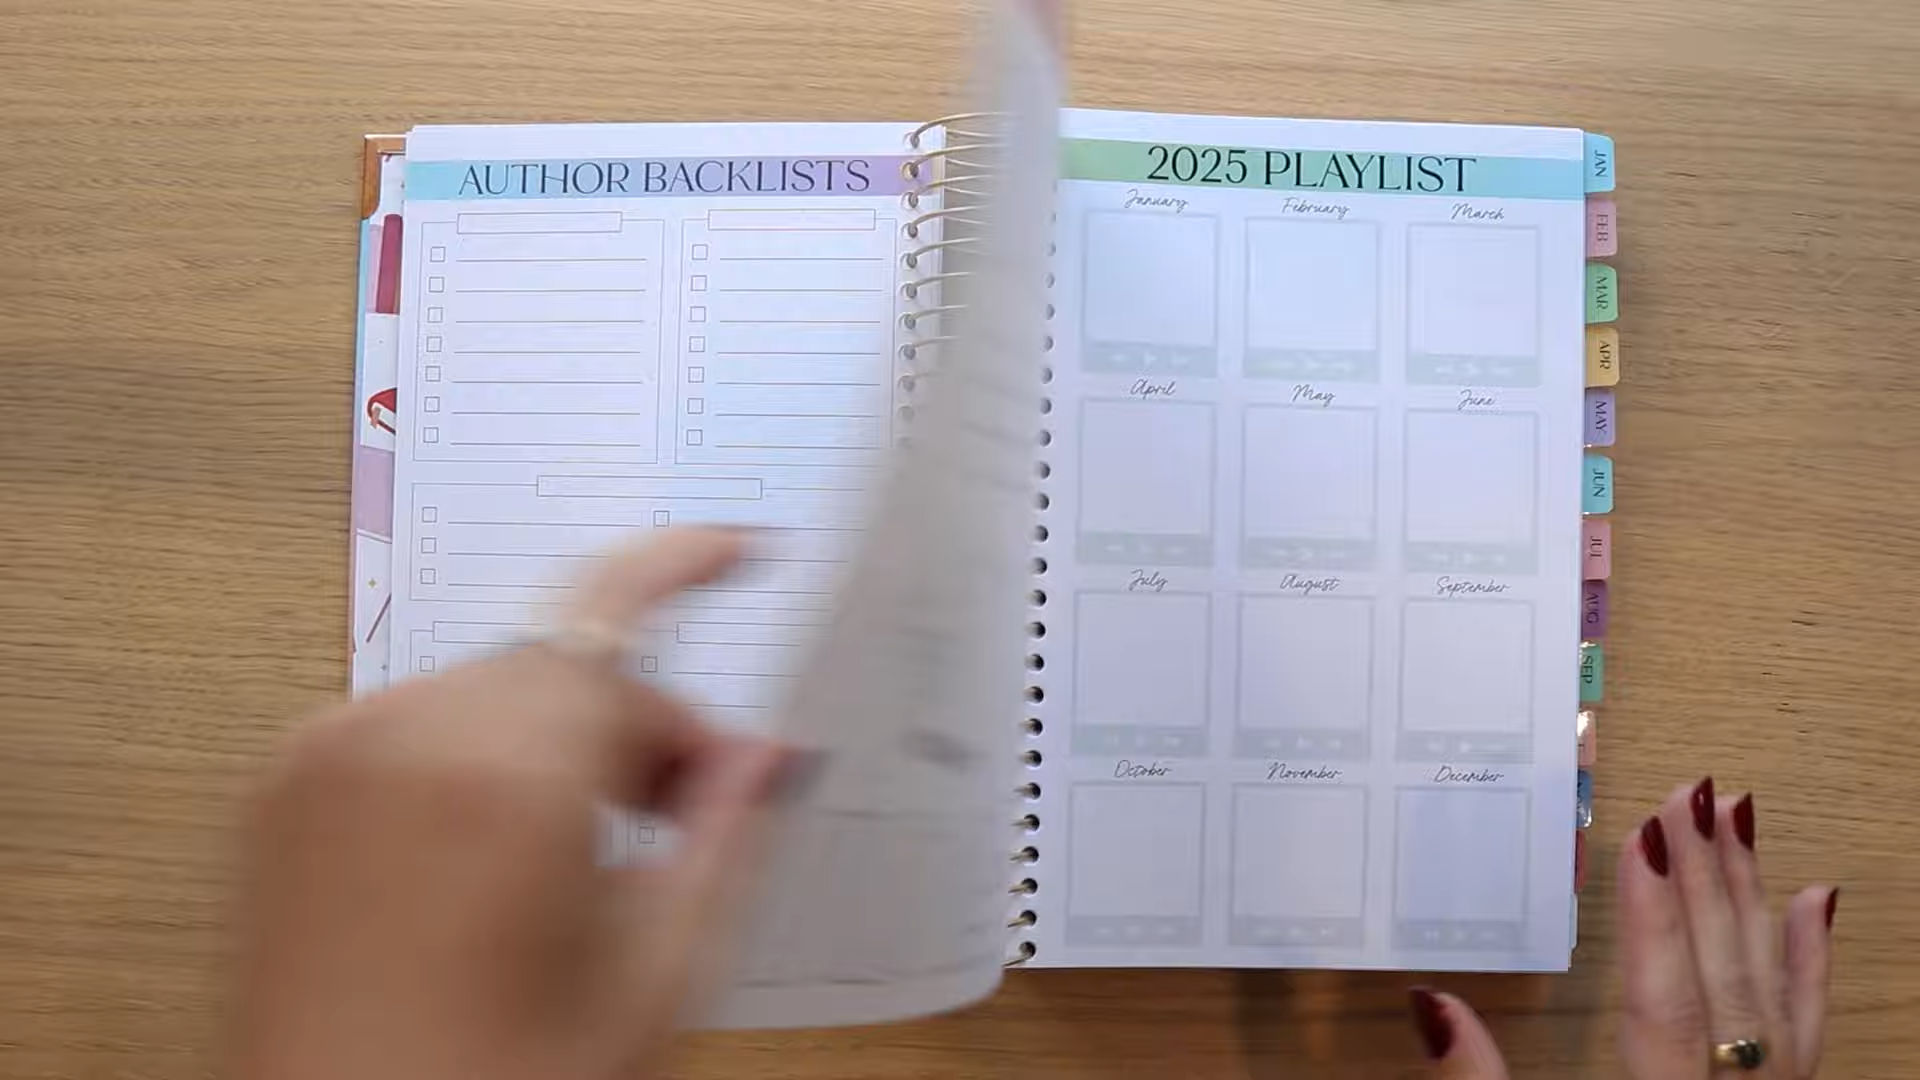 AUTHOR BACKLISTS
2025 PLAYLIST
January February March
April May June
July August September
October November December
JAN
FEB
MAR
APR
MAY
JUN
JUL
AUG
SEP